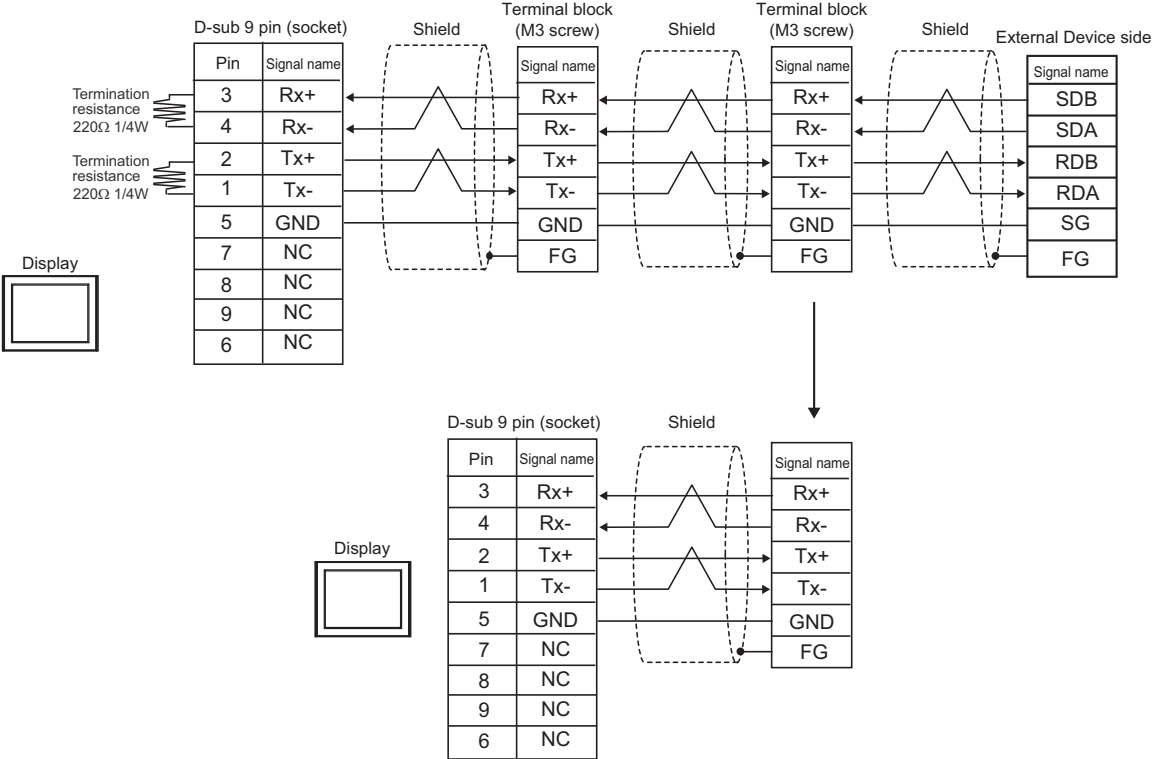 Terminal block
(M3 screw)
Terminal block
(M3 screw)
D-sub 9 pin (socket)
Shield
Shield
Shield
External Device side
Pin Signal name
Signal name
Signal name
Signal name
Termination
resistance
220Ω 1/4W
Termination
resistance
220Ω 1/4W
3 Rx+ Rx+ Rx+ SDB
4 Rx- Rx- Rx- SDA
2 Tx+ Tx+ Tx+ RDB
1 Tx- Tx- Tx- RDA
5 GND GND GND SG
7 NC FG FG FG
8 NC
9 NC
6 NC
Display
D-sub 9 pin (socket)
Shield
Pin Signal name
Signal name
3 Rx+ Rx+
4 Rx- Rx-
2 Tx+ Tx+
1 Tx- Tx-
5 GND GND
7 NC FG
8 NC
9 NC
6 NC
Display